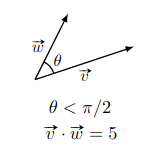 w⃗
θ
v⃗
θ < π/2
v⃗ · w⃗ = 5